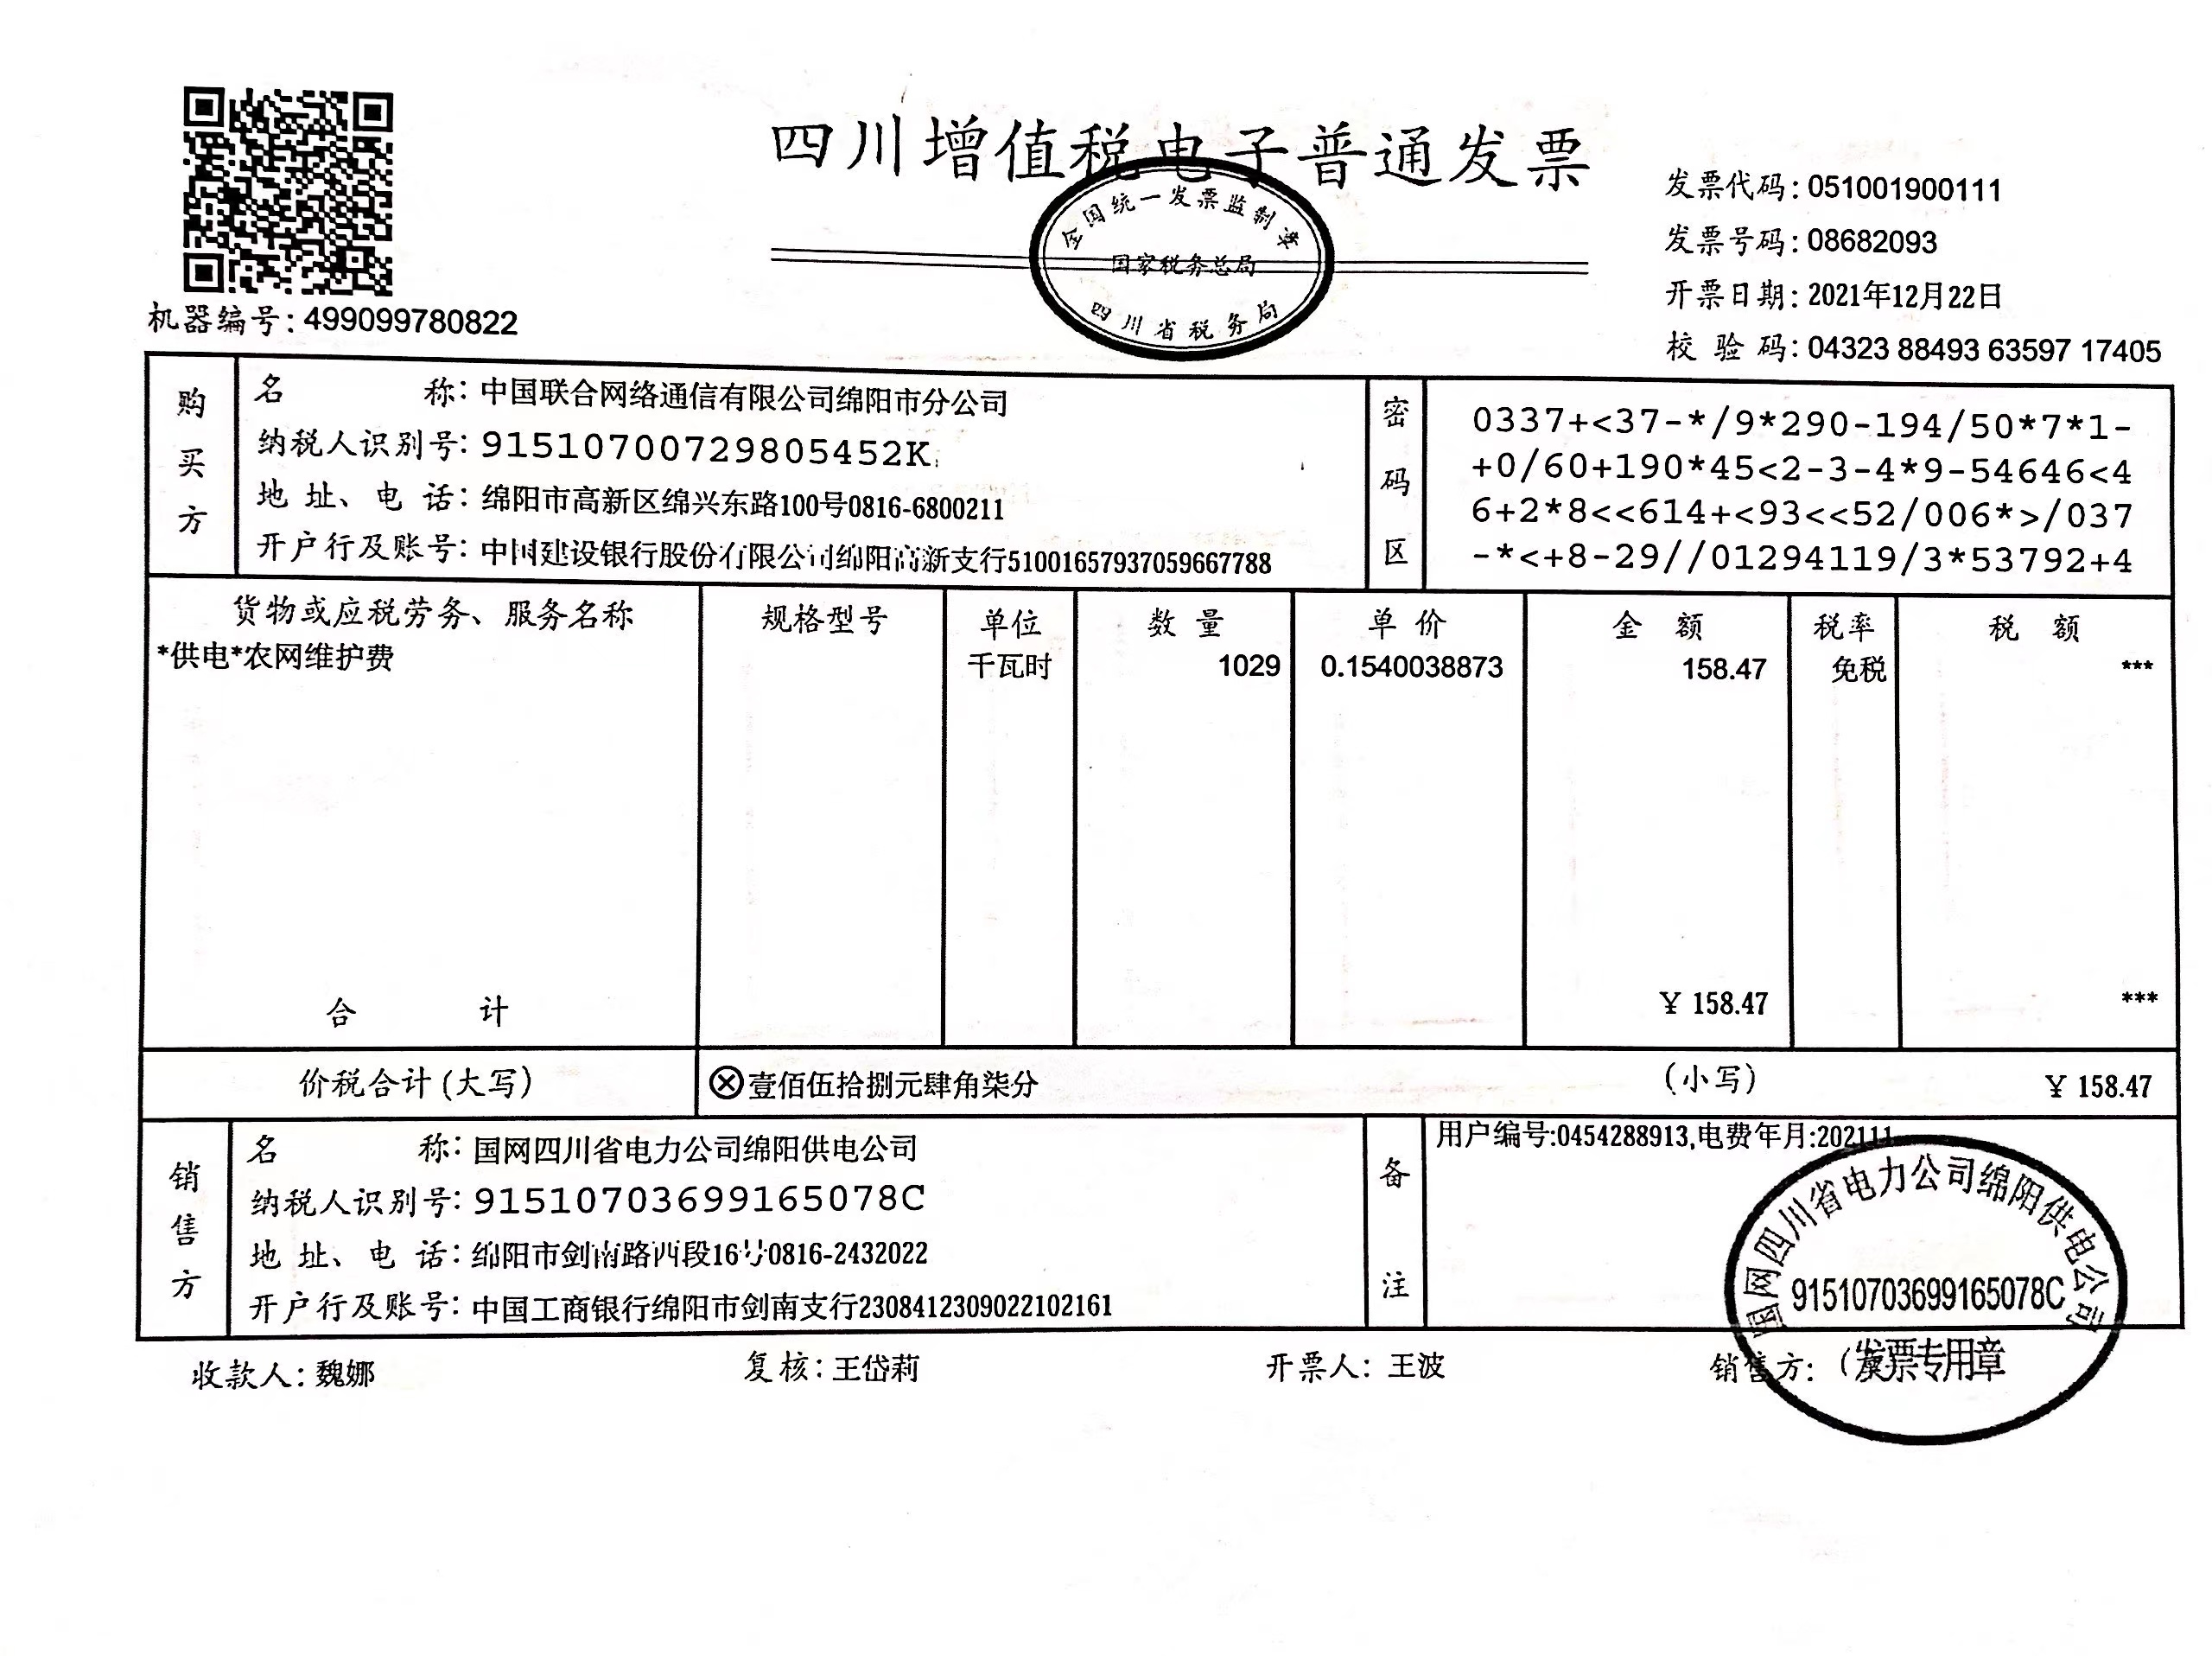 四川增值税电子普通发票
全国统一发票监制章
国家税务总局
四川省税务局
发票代码:051001900111
发票号码:08682093
开票日期:2021年12月22日
校 验 码:04323 88493 63597 17405
机器编号:499099780822
购买方
名 称:中国联合网络通信有限公司绵阳市分公司
纳税人识别号:91510700729805452K
地 址、电 话:绵阳市高新区绵兴东路100号0816-6800211
开户行及账号:中国建设银行股份有限公司绵阳高新支行51001657937059667788
密码区
0337+<37-*/9*290-194/50*7*1-
+0/60+190*45<2-3-4*9-54646<4
6+2*8<<614+<93<<52/006*>/037
-*<+8-29//01294119/3*53792+4
货物或应税劳务、服务名称 规格型号 单位 数 量 单 价 金 额 税率 税 额
*供电*农网维护费 千瓦时 1029 0.1540038873 158.47 免税 ***
合 计 ¥ 158.47 ***
价税合计(大写) ⊗壹佰伍拾捌元肆角柒分 (小写) ¥ 158.47
销售方
名 称:国网四川省电力公司绵阳供电公司
纳税人识别号:91510703699165078C
地 址、电 话:绵阳市剑南路四段16号0816-2432022
开户行及账号:中国工商银行绵阳市剑南支行2308412309022102161
备注
用户编号:0454288913,电费年月:202111
国网四川省电力公司绵阳供电公司
91510703699165078C
发票专用章
收款人:魏娜 复核:王岱莉 开票人:王波 销售方:(章)